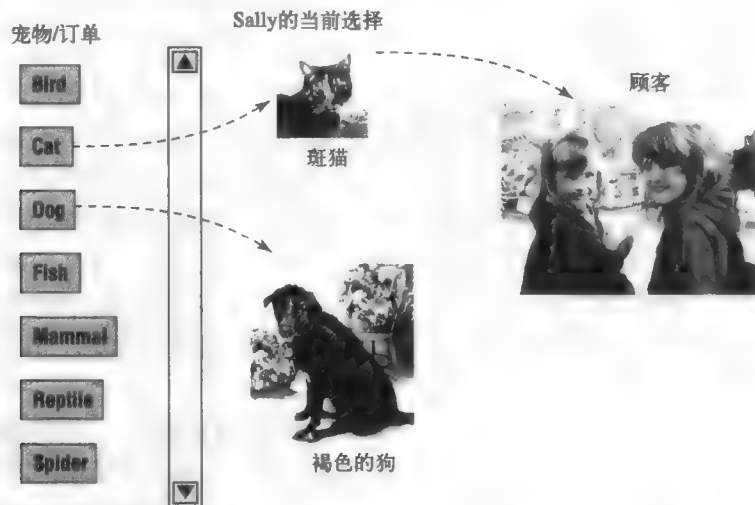 宠物/订单
Bird
Cat
Dog
Fish
Mammal
Reptile
Spider
Sally的当前选择
斑猫
褐色的狗
顾客